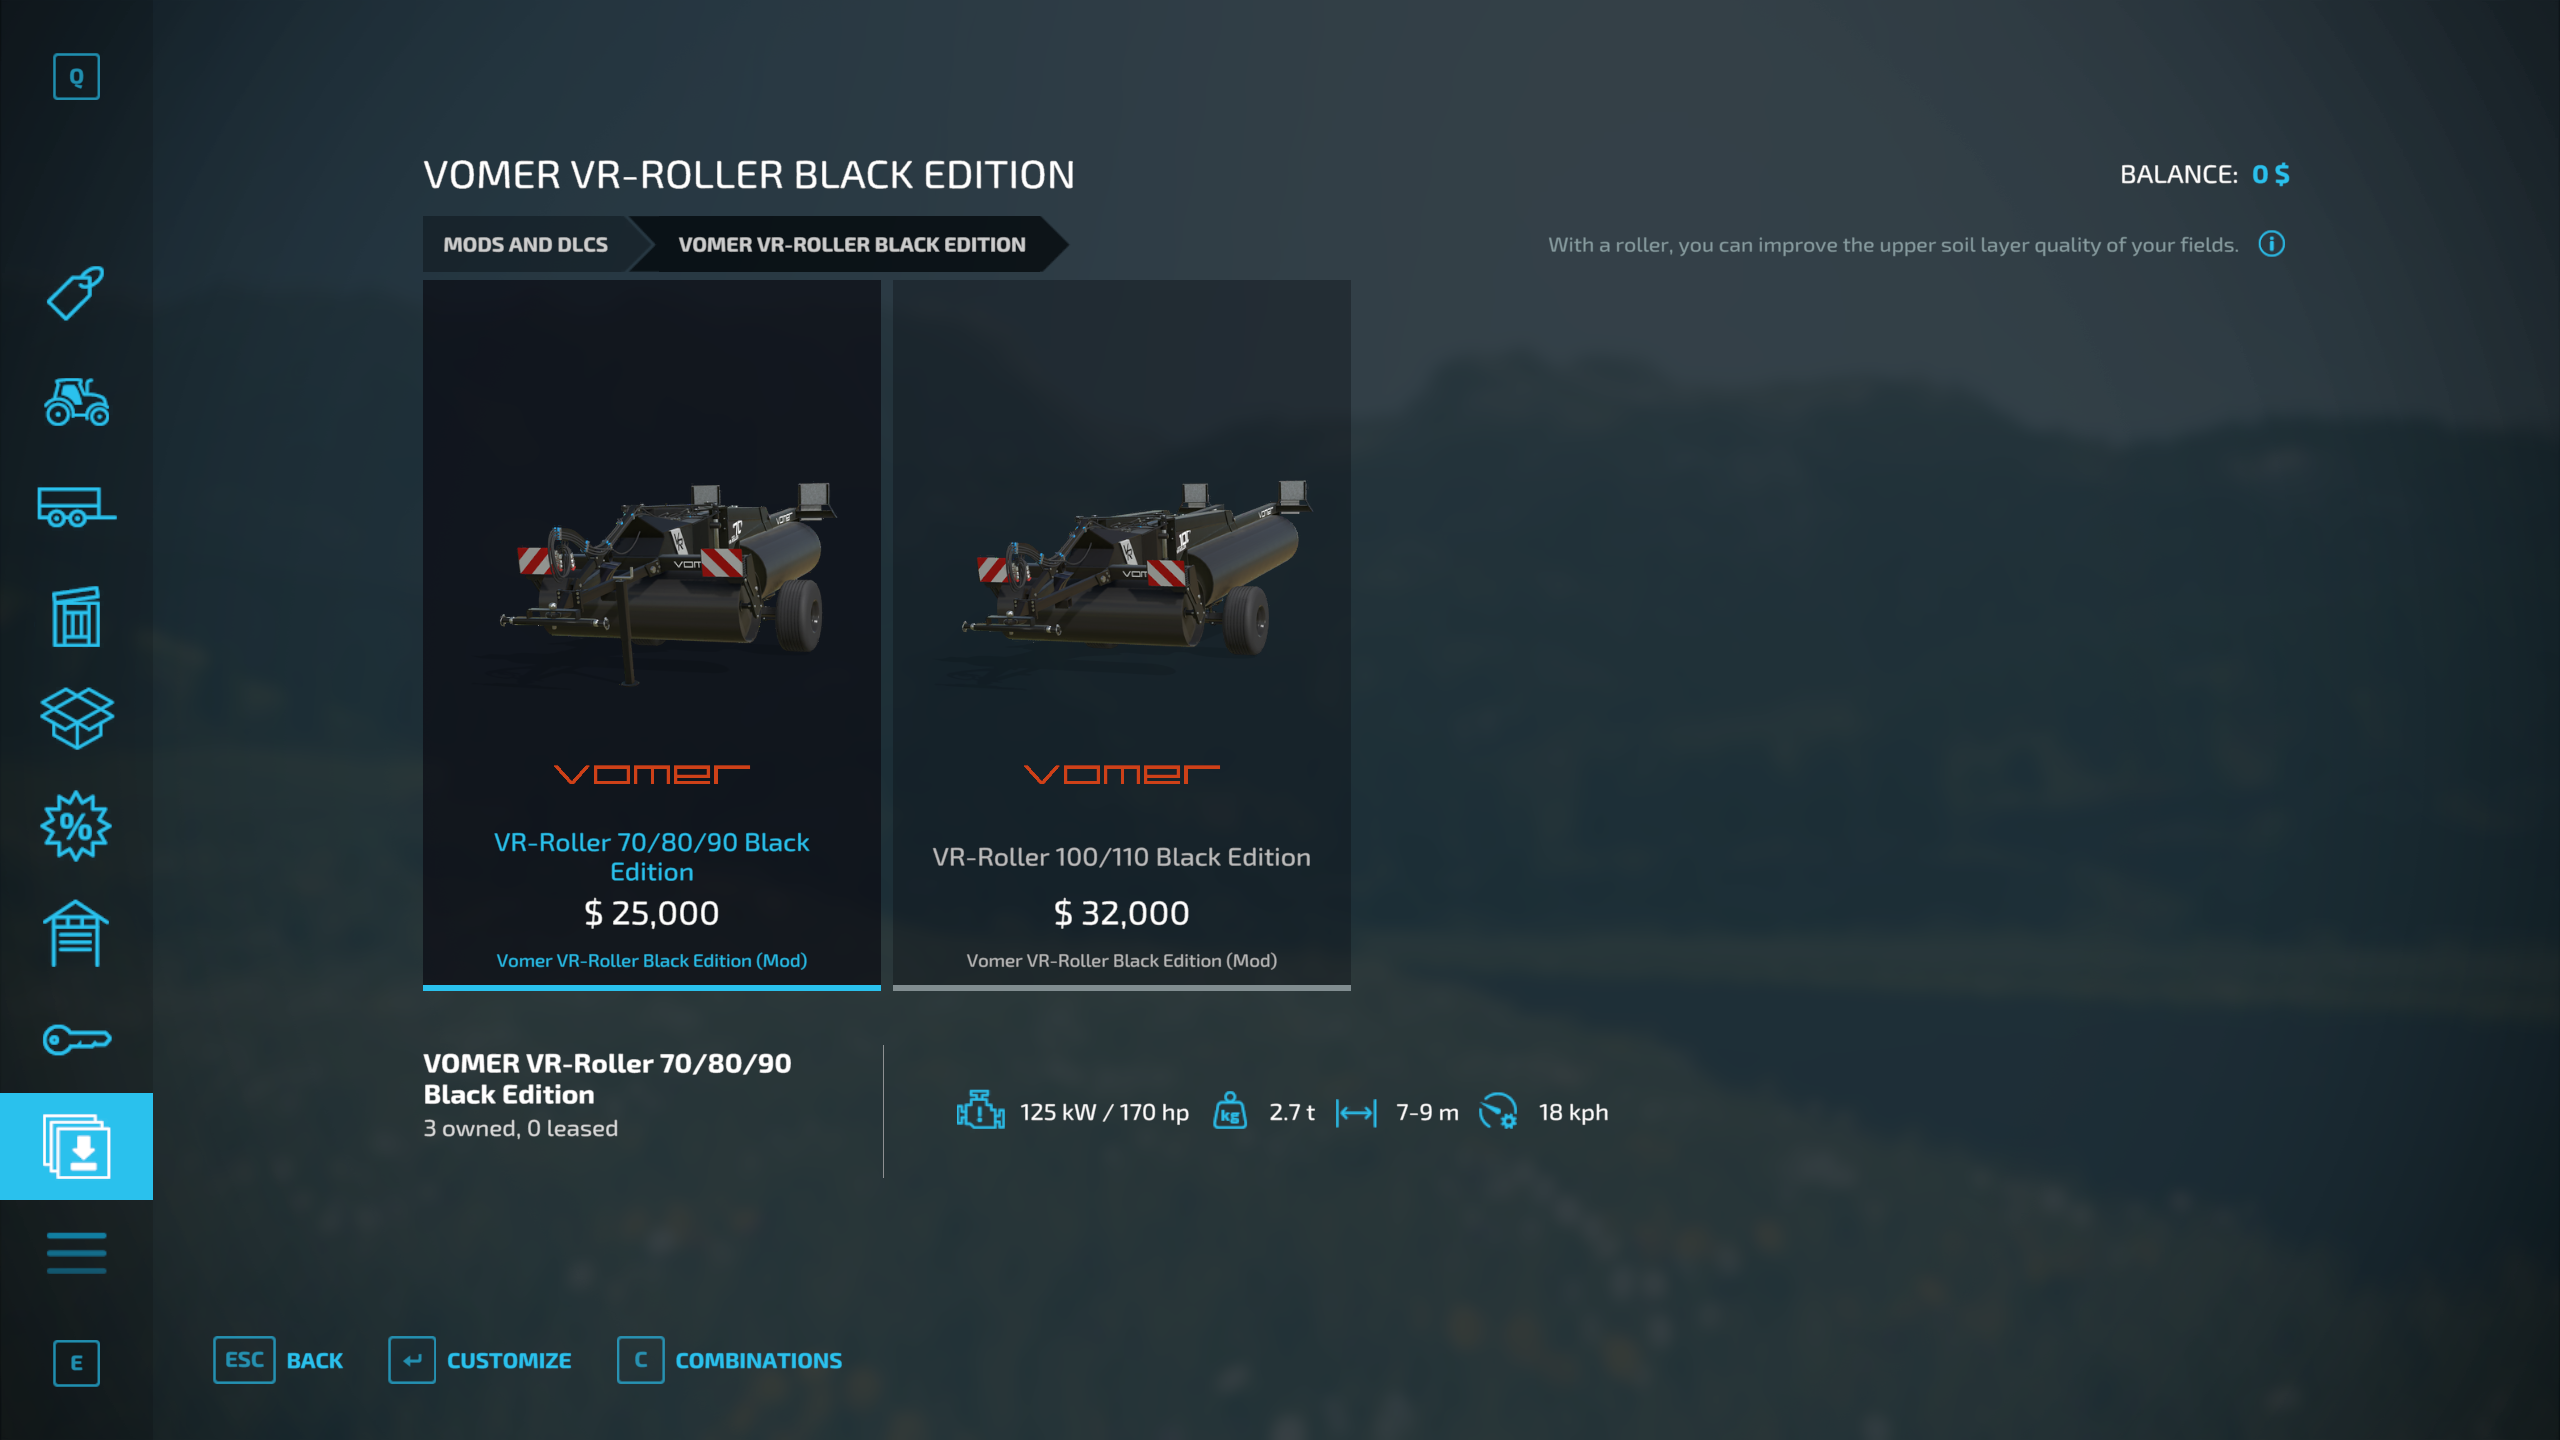 Q
VOMER VR-ROLLER BLACK EDITION
BALANCE: 0 $
MODS AND DLCS
VOMER VR-ROLLER BLACK EDITION
With a roller, you can improve the upper soil layer quality of your fields.
vomer
VR-Roller 70/80/90 Black
Edition
$ 25,000
Vomer VR-Roller Black Edition (Mod)
vomer
VR-Roller 100/110 Black Edition
$ 32,000
Vomer VR-Roller Black Edition (Mod)
VOMER VR-Roller 70/80/90
Black Edition
3 owned, 0 leased
125 kW / 170 hp
kg
2.7 t
7-9 m
18 kph
E
ESC BACK
CUSTOMIZE
C COMBINATIONS